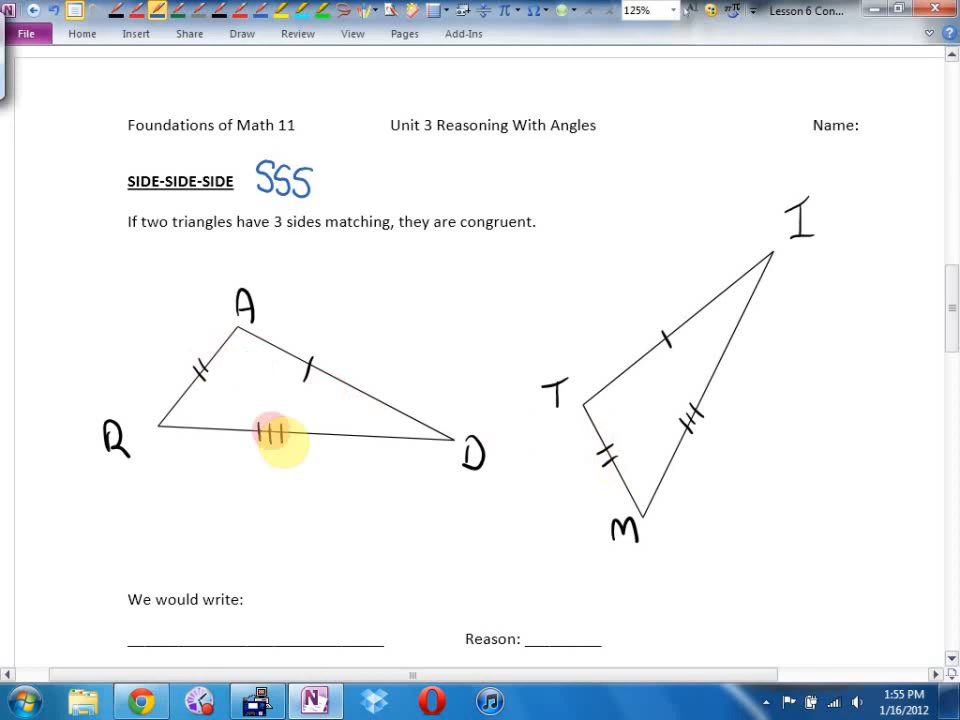 125%
Lesson 6 Con...
File Home Insert Share Draw Review View Pages Add-Ins
Foundations of Math 11 Unit 3 Reasoning With Angles Name:
SIDE-SIDE-SIDE SSS
If two triangles have 3 sides matching, they are congruent.
I
A
T
R
D
M
We would write:
______________________________ Reason: _________
1:55 PM
1/16/2012